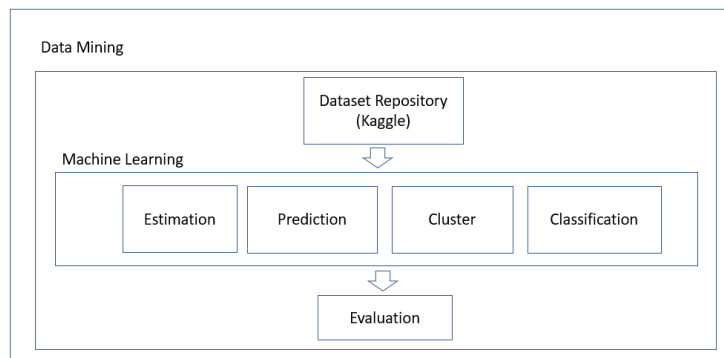 Data Mining
Dataset Repository
(Kaggle)
Machine Learning
Estimation
Prediction
Cluster
Classification
Evaluation